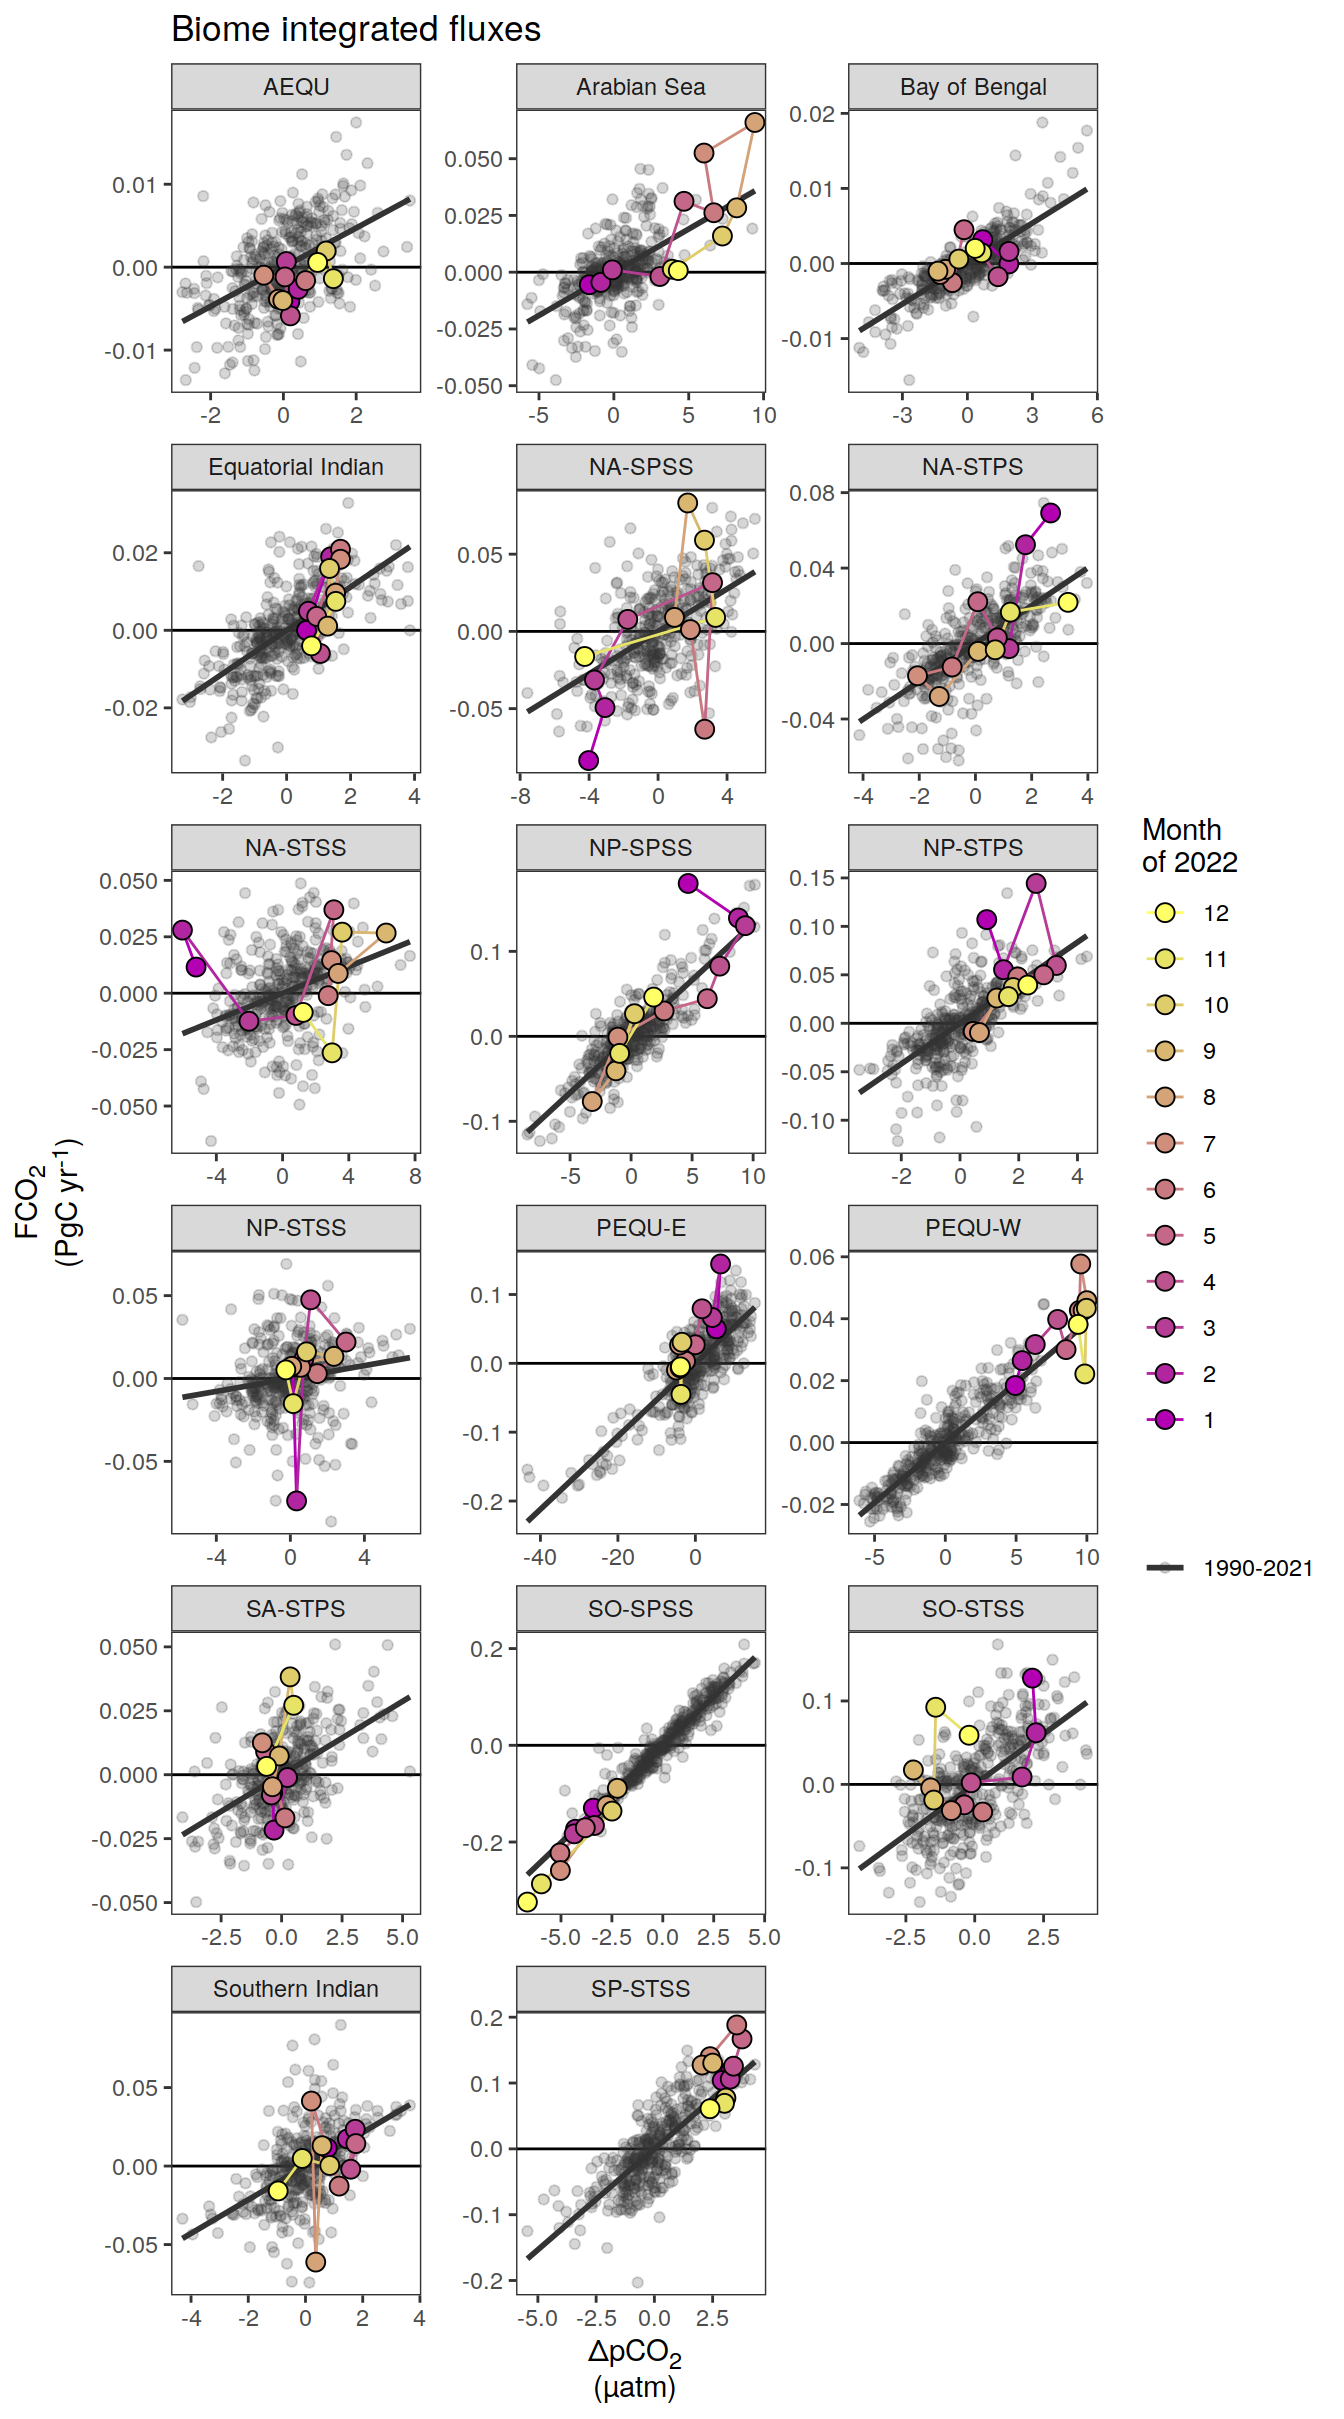 Biome integrated fluxes
AEQU
Arabian Sea
Bay of Bengal
0.01
0.00
-0.01
-2 0 2
0.050
0.025
0.000
-0.025
-0.050
-5 0 5 10
0.02
0.01
0.00
-0.01
-3 0 3 6
Equatorial Indian
NA-SPSS
NA-STPS
0.02
0.00
-0.02
-2 0 2 4
0.05
0.00
-0.05
-8 -4 0 4
0.08
0.04
0.00
-0.04
-4 -2 0 2 4
NA-STSS
NP-SPSS
NP-STPS
0.050
0.025
0.000
-0.025
-0.050
-4 0 4 8
0.1
0.0
-0.1
-5 0 5 10
0.15
0.10
0.05
0.00
-0.05
-0.10
-2 0 2 4
NP-STSS
PEQU-E
PEQU-W
0.05
0.00
-0.05
-4 0 4
0.1
0.0
-0.1
-0.2
-40 -20 0
0.06
0.04
0.02
0.00
-0.02
-5 0 5 10
SA-STPS
SO-SPSS
SO-STSS
0.050
0.025
0.000
-0.025
-0.050
-2.5 0.0 2.5 5.0
0.2
0.0
-0.2
-5.0 -2.5 0.0 2.5 5.0
0.1
0.0
-0.1
-2.5 0.0 2.5
Southern Indian
SP-STSS
0.05
0.00
-0.05
-4 -2 0 2 4
0.2
0.1
0.0
-0.1
-0.2
-5.0 -2.5 0.0 2.5
FCO₂
(PgC yr⁻¹)
ΔpCO₂
(µatm)
Month
of 2022
12
11
10
9
8
7
6
5
4
3
2
1
1990-2021